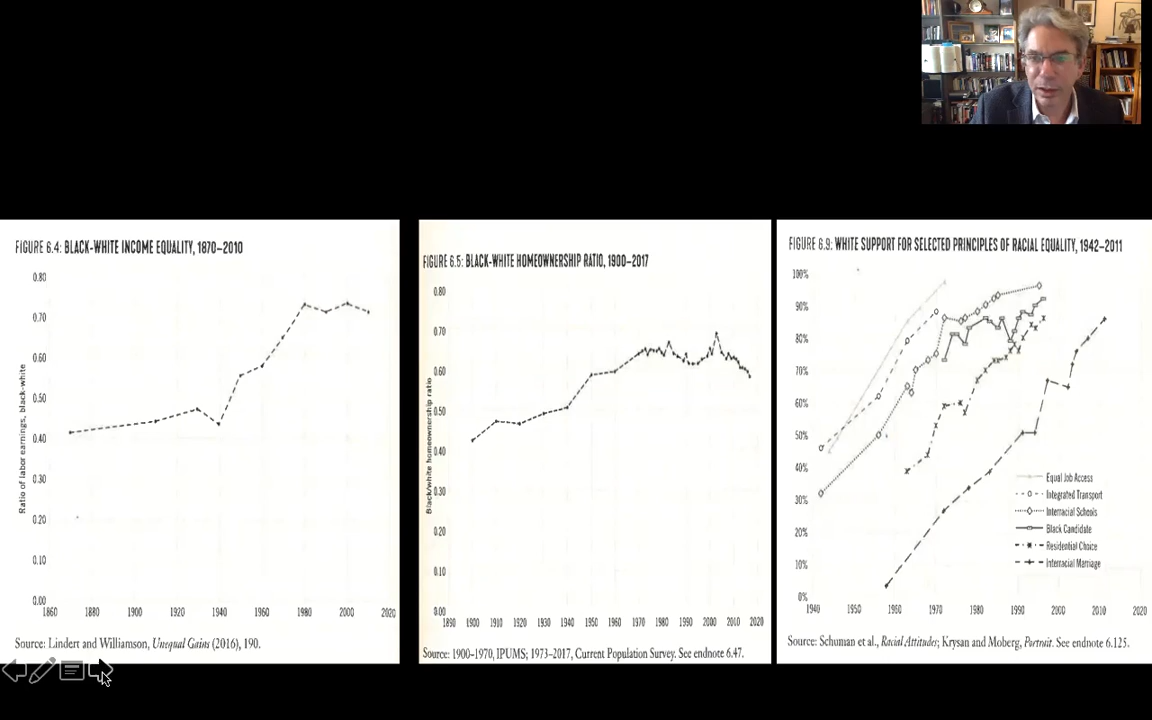 FIGURE 6.4: BLACK-WHITE INCOME EQUALITY, 1870–2010
Ratio of labor earnings, black-white
0.80
0.70
0.60
0.50
0.40
0.30
0.20
0.10
0.00
1860 1880 1900 1920 1940 1960 1980 2000 2020
Source: Lindert and Williamson, Unequal Gains (2016), 190.
FIGURE 6.5: BLACK-WHITE HOMEOWNERSHIP RATIO, 1900–2017
Black/white homeownership ratio
0.80
0.70
0.60
0.50
0.40
0.30
0.20
0.10
0.00
1890 1900 1910 1920 1930 1940 1950 1960 1970 1980 1990 2000 2010 2020
Source: 1900–1970, IPUMS; 1973–2017, Current Population Survey. See endnote 6.47.
FIGURE 6.9: WHITE SUPPORT FOR SELECTED PRINCIPLES OF RACIAL EQUALITY, 1942–2011
100%
90%
80%
70%
60%
50%
40%
30%
20%
10%
0%
1940 1950 1960 1970 1980 1990 2000 2010 2020
Equal Job Access
Integrated Transport
Interracial Schools
Black Candidate
Residential Choice
Interracial Marriage
Source: Schuman et al., Racial Attitudes; Krysan and Moberg, Portrait. See endnote 6.125.